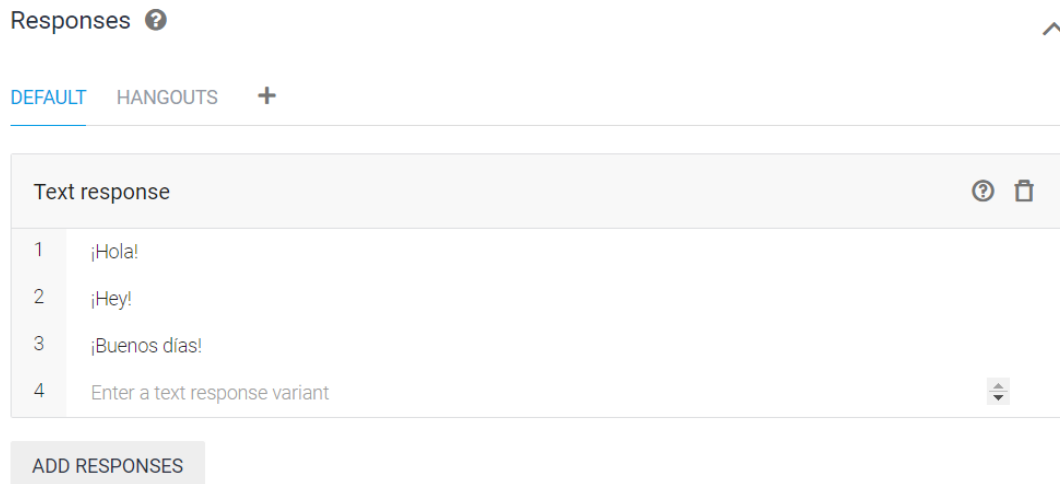 Responses
DEFAULT HANGOUTS +
Text response
1 ¡Hola!
2 ¡Hey!
3 ¡Buenos días!
4 Enter a text response variant
ADD RESPONSES